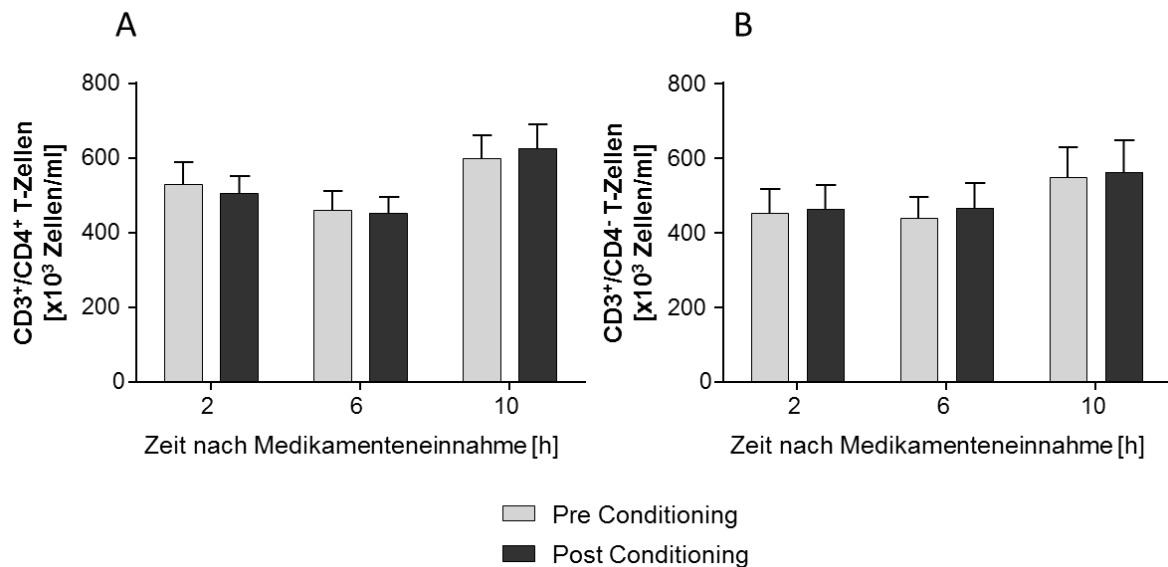 A
CD3⁺/CD4⁺ T-Zellen
[x10³ Zellen/ml]
800
600
400
200
0
2 6 10
Zeit nach Medikamenteneinnahme [h]
B
CD3⁺/CD4⁻ T-Zellen
[x10³ Zellen/ml]
800
600
400
200
0
2 6 10
Zeit nach Medikamenteneinnahme [h]
Pre Conditioning
Post Conditioning